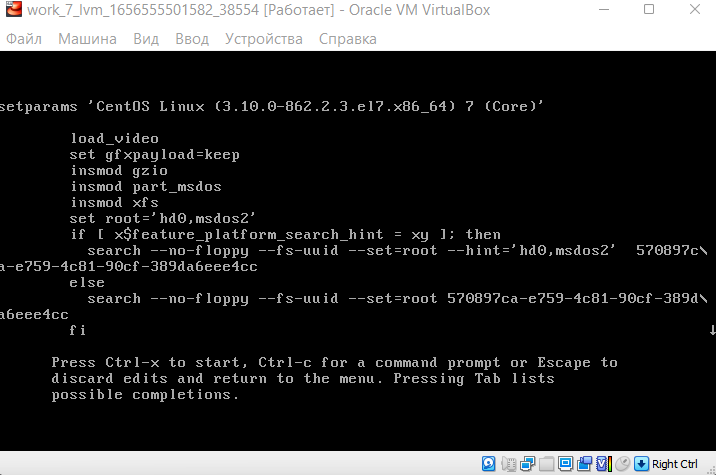 work_7_lvm_1656555501582_38554 [Работает] - Oracle VM VirtualBox
Файл Машина Вид Ввод Устройства Справка
setparams 'CentOS Linux (3.10.0-862.2.3.el7.x86_64) 7 (Core)'
load_video
set gfxpayload=keep
insmod gzio
insmod part_msdos
insmod xfs
set root='hd0,msdos2'
if [ x$feature_platform_search_hint = xy ]; then
search --no-floppy --fs-uuid --set=root --hint='hd0,msdos2'  570897c\
a-e759-4c81-90cf-389da6eee4cc
else
search --no-floppy --fs-uuid --set=root 570897ca-e759-4c81-90cf-389d\
a6eee4cc
fi
Press Ctrl-x to start, Ctrl-c for a command prompt or Escape to
discard edits and return to the menu. Pressing Tab lists
possible completions.
Right Ctrl